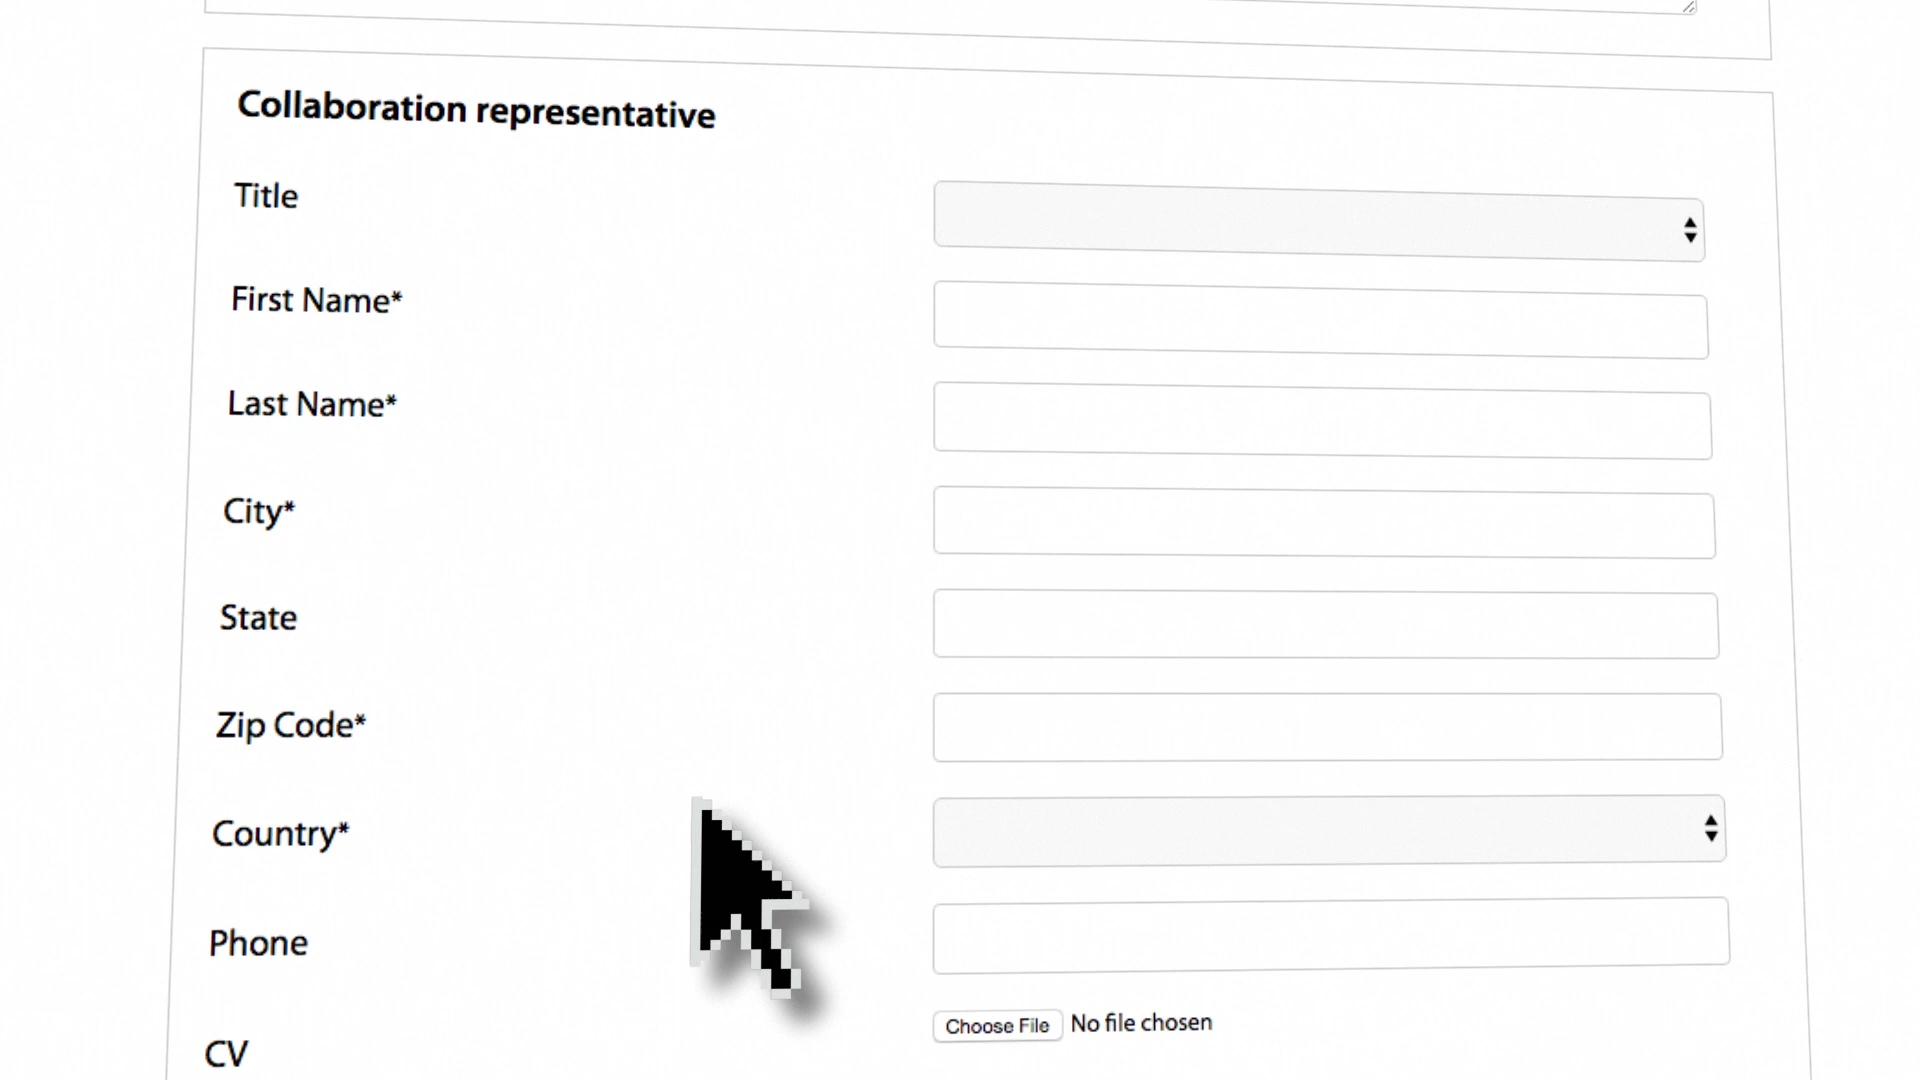 Collaboration representative
Title
First Name*
Last Name*
City*
State
Zip Code*
Country*
Phone
CV
Choose File No file chosen